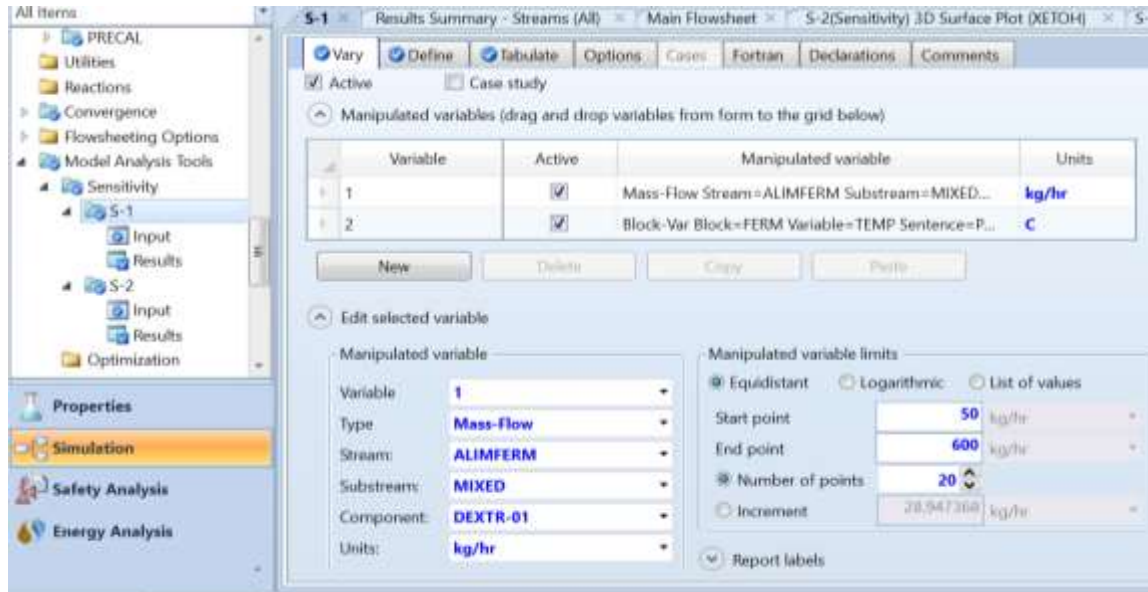 All Items
PRECAL
Utilities
Reactions
Convergence
Flowsheeting Options
Model Analysis Tools
Sensitivity
S-1
Input
Results
S-2
Input
Results
Optimization
Properties
Simulation
Safety Analysis
Energy Analysis
S-1 Results Summary - Streams (All) Main Flowsheet S-2(Sensitivity) 3D Surface Plot (XETOH) S-
Vary Define Tabulate Options Cases Fortran Declarations Comments
Active Case study
Manipulated variables (drag and drop variables from form to the grid below)
Variable Active Manipulated variable Units
1 Mass-Flow Stream=ALIMFERM Substream=MIXED... kg/hr
2 Block-Var Block=FERM Variable=TEMP Sentence=P... C
New Delete Copy Paste
Edit selected variable
Manipulated variable
Variable 1
Type Mass-Flow
Stream: ALIMFERM
Substream: MIXED
Component: DEXTR-01
Units: kg/hr
Manipulated variable limits
Equidistant Logarithmic List of values
Start point 50 kg/hr
End point 600 kg/hr
Number of points 20
Increment 28.947368 kg/hr
Report labels